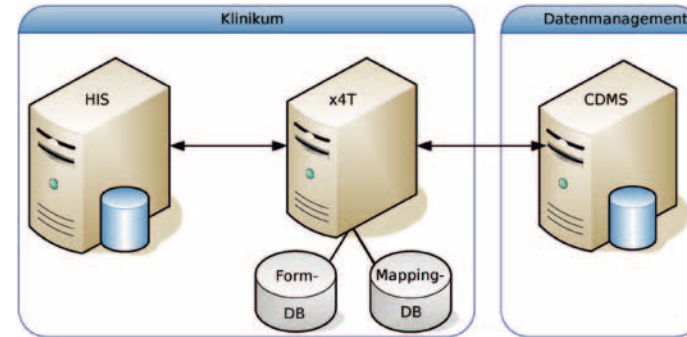 Klinikum
Datenmanagement
HIS
x4T
CDMS
Form-
DB
Mapping-
DB